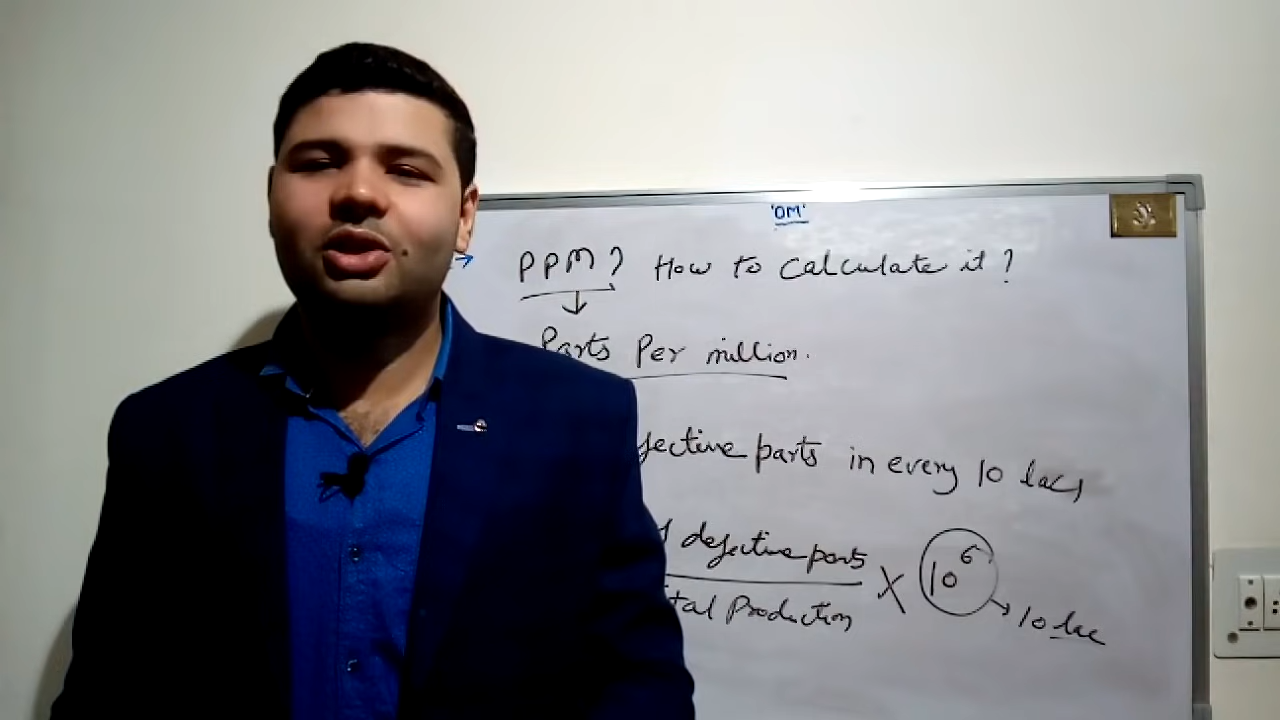 'OM'
PPM? How to calculate it?
Parts Per million.
fective parts in every 10 lacs
f defective parts
X 10⁶
tal Production
10 lac